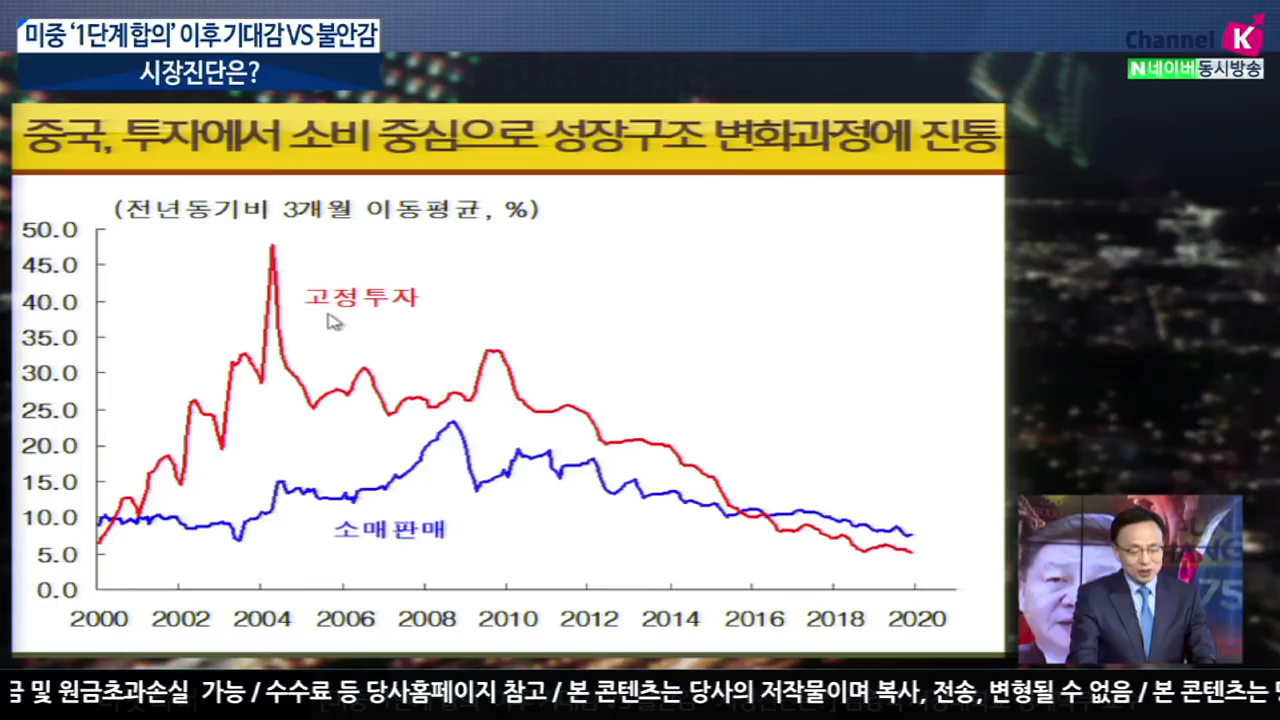 미중 '1단계합의' 이후 기대감 VS 불안감
시장진단은?
Channel K
N 네이버 동시방송
중국, 투자에서 소비 중심으로 성장구조 변화과정에 진통
(전년동기비 3개월 이동평균, %)
50.0
45.0
40.0
35.0
30.0
25.0
20.0
15.0
10.0
5.0
0.0
고정투자
소매판매
2000 2002 2004 2006 2008 2010 2012 2014 2016 2018 2020
75
금 및 원금초과손실 가능 / 수수료 등 당사홈페이지 참고 / 본 콘텐츠는 당사의 저작물이며 복사, 전송, 변형될 수 없음 / 본 콘텐츠는